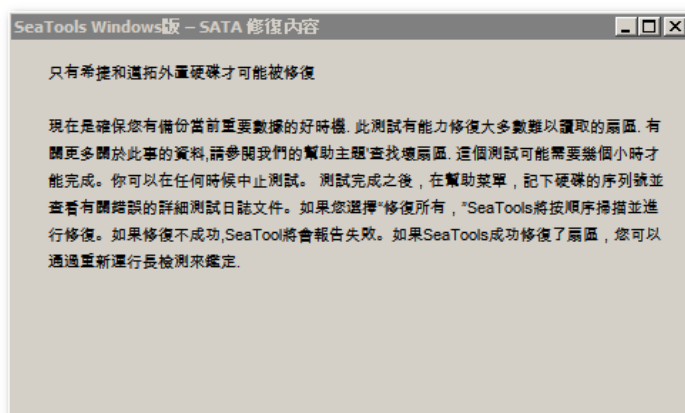 SeaTools Windows版 – SATA 修復內容
只有希捷和邁拓外置硬碟才可能被修復
現在是確保您有備份當前重要數據的好時機. 此測試有能力修復大多數難以讀取的扇區. 有
關更多關於此事的資料,請參閱我們的幫助主題'查找壞扇區. 這個測試可能需要幾個小時才
能完成。你可以在任何時候中止測試。 測試完成之後，在幫助菜單，記下硬碟的序列號並
查看有關錯誤的詳細測試日誌文件。如果您選擇“修復所有，”SeaTools將按順序掃描並進
行修復。如果修復不成功,SeaTool將會報告失敗。如果SeaTools成功修復了扇區，您可以
通過重新運行長檢測來鑑定.